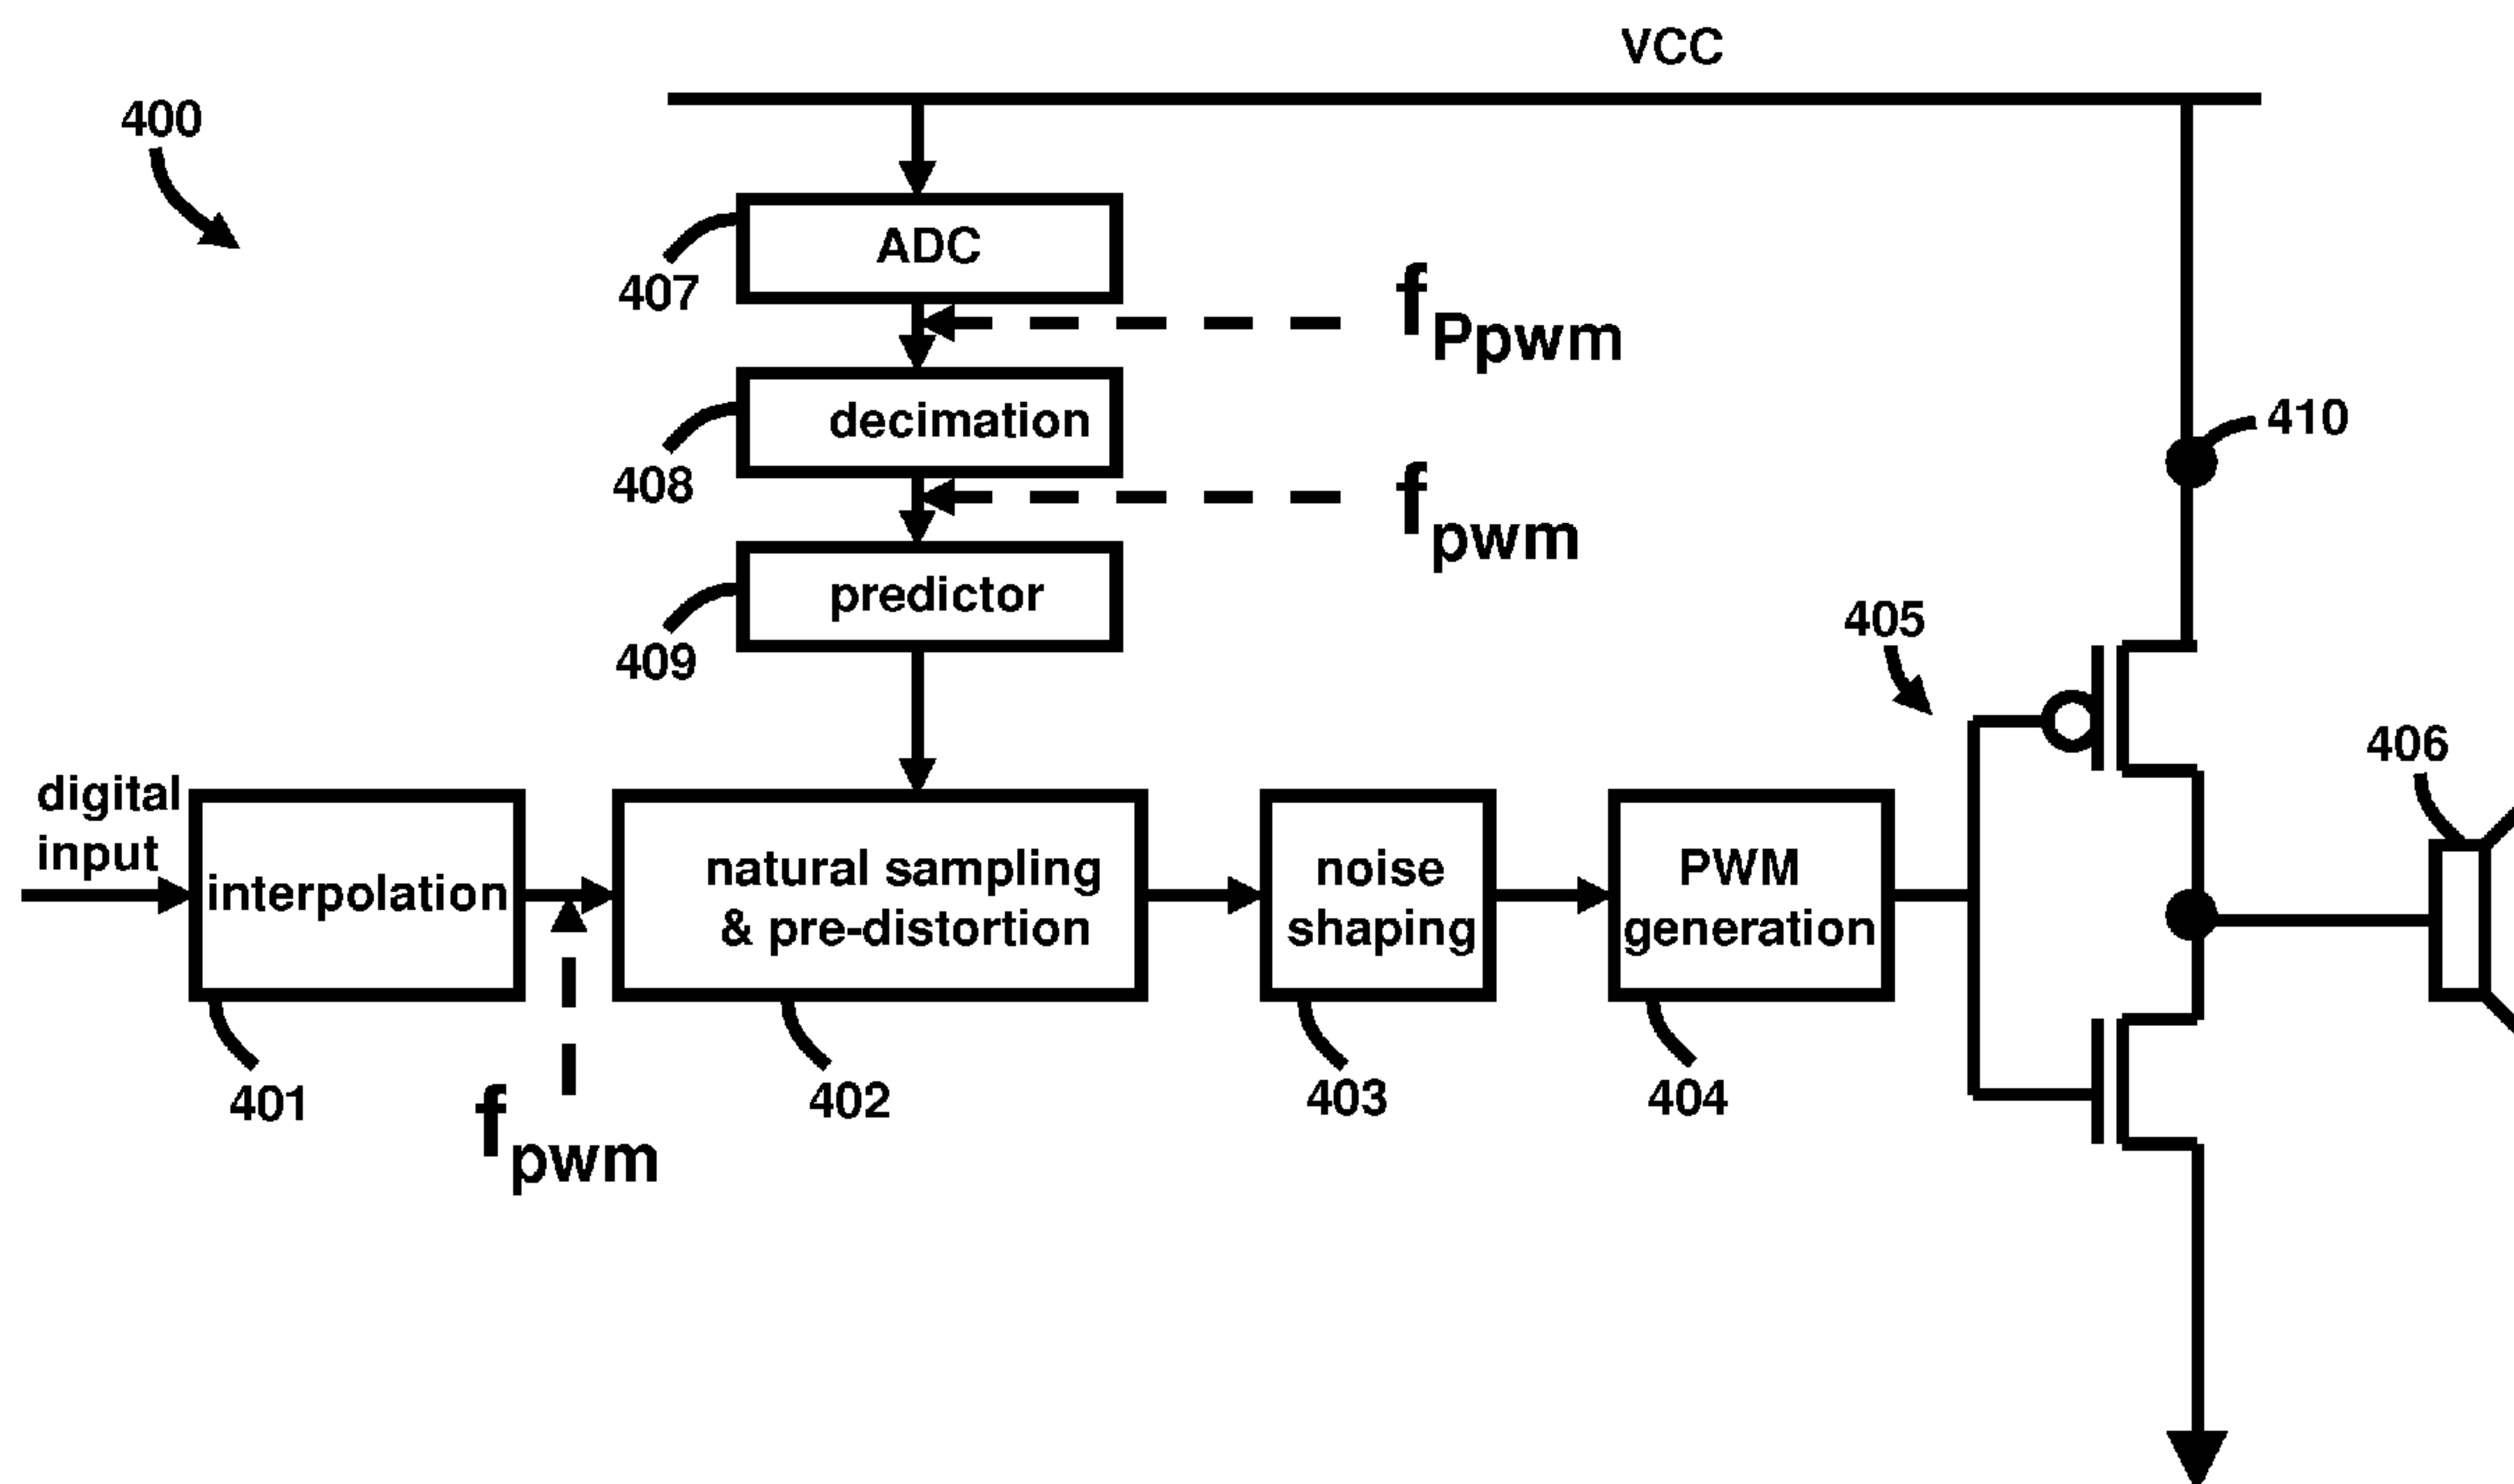 VCC
400
ADC
407
fPpwm
decimation
410
408
fpwm
predictor
405
409
406
digital
input
interpolation
natural sampling
& pre-distortion
noise
shaping
PWM
generation
401
402
403
404
fpwm